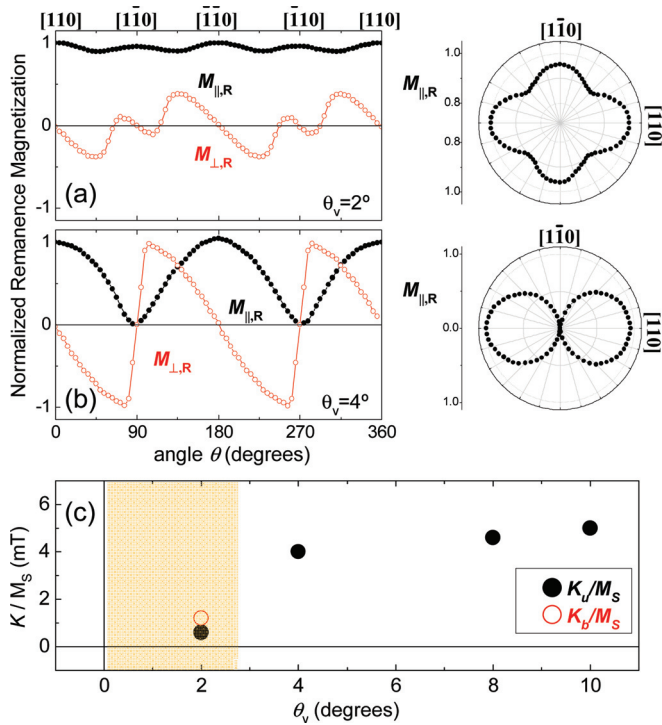 [110] [1̄10] [1̄1̄0] [1̄10] [110]
1
0
-1
M||,R
M⊥,R
(a)
θv=2º
1
0
-1
M||,R
M⊥,R
(b)
θv=4º
0 90 180 270 360
angle θ (degrees)
Normalized Remanence Magnetization
[11̄0]
1.0
M||,R
0.8
0.8
1.0
[110]
[11̄0]
1.0
M||,R
0.0
1.0
[110]
(c)
6
4
2
0
K / MS (mT)
Ku/MS
Kb/MS
0 2 4 6 8 10
θv (degrees)